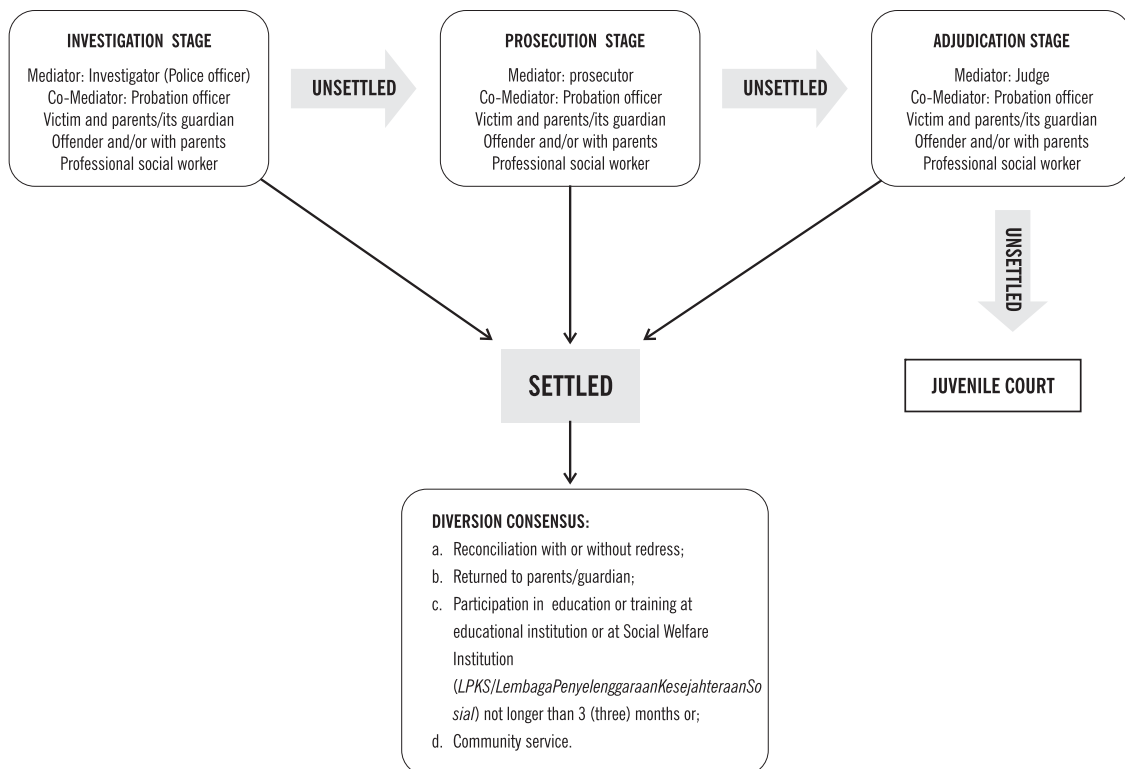 INVESTIGATION STAGE
Mediator: Investigator (Police officer)
Co-Mediator: Probation officer
Victim and parents/its guardian
Offender and/or with parents
Professional social worker
UNSETTLED
PROSECUTION STAGE
Mediator: prosecutor
Co-Mediator: Probation officer
Victim and parents/its guardian
Offender and/or with parents
Professional social worker
UNSETTLED
ADJUDICATION STAGE
Mediator: Judge
Co-Mediator: Probation officer
Victim and parents/its guardian
Offender and/or with parents
Professional social worker
UNSETTLED
SETTLED
JUVENILE COURT
DIVERSION CONSENSUS:
a. Reconciliation with or without redress;
b. Returned to parents/guardian;
c. Participation in education or training at
educational institution or at Social Welfare
Institution
(LPKS/LembagaPenyelenggaraanKesejahteraanSo
sial) not longer than 3 (three) months or;
d. Community service.